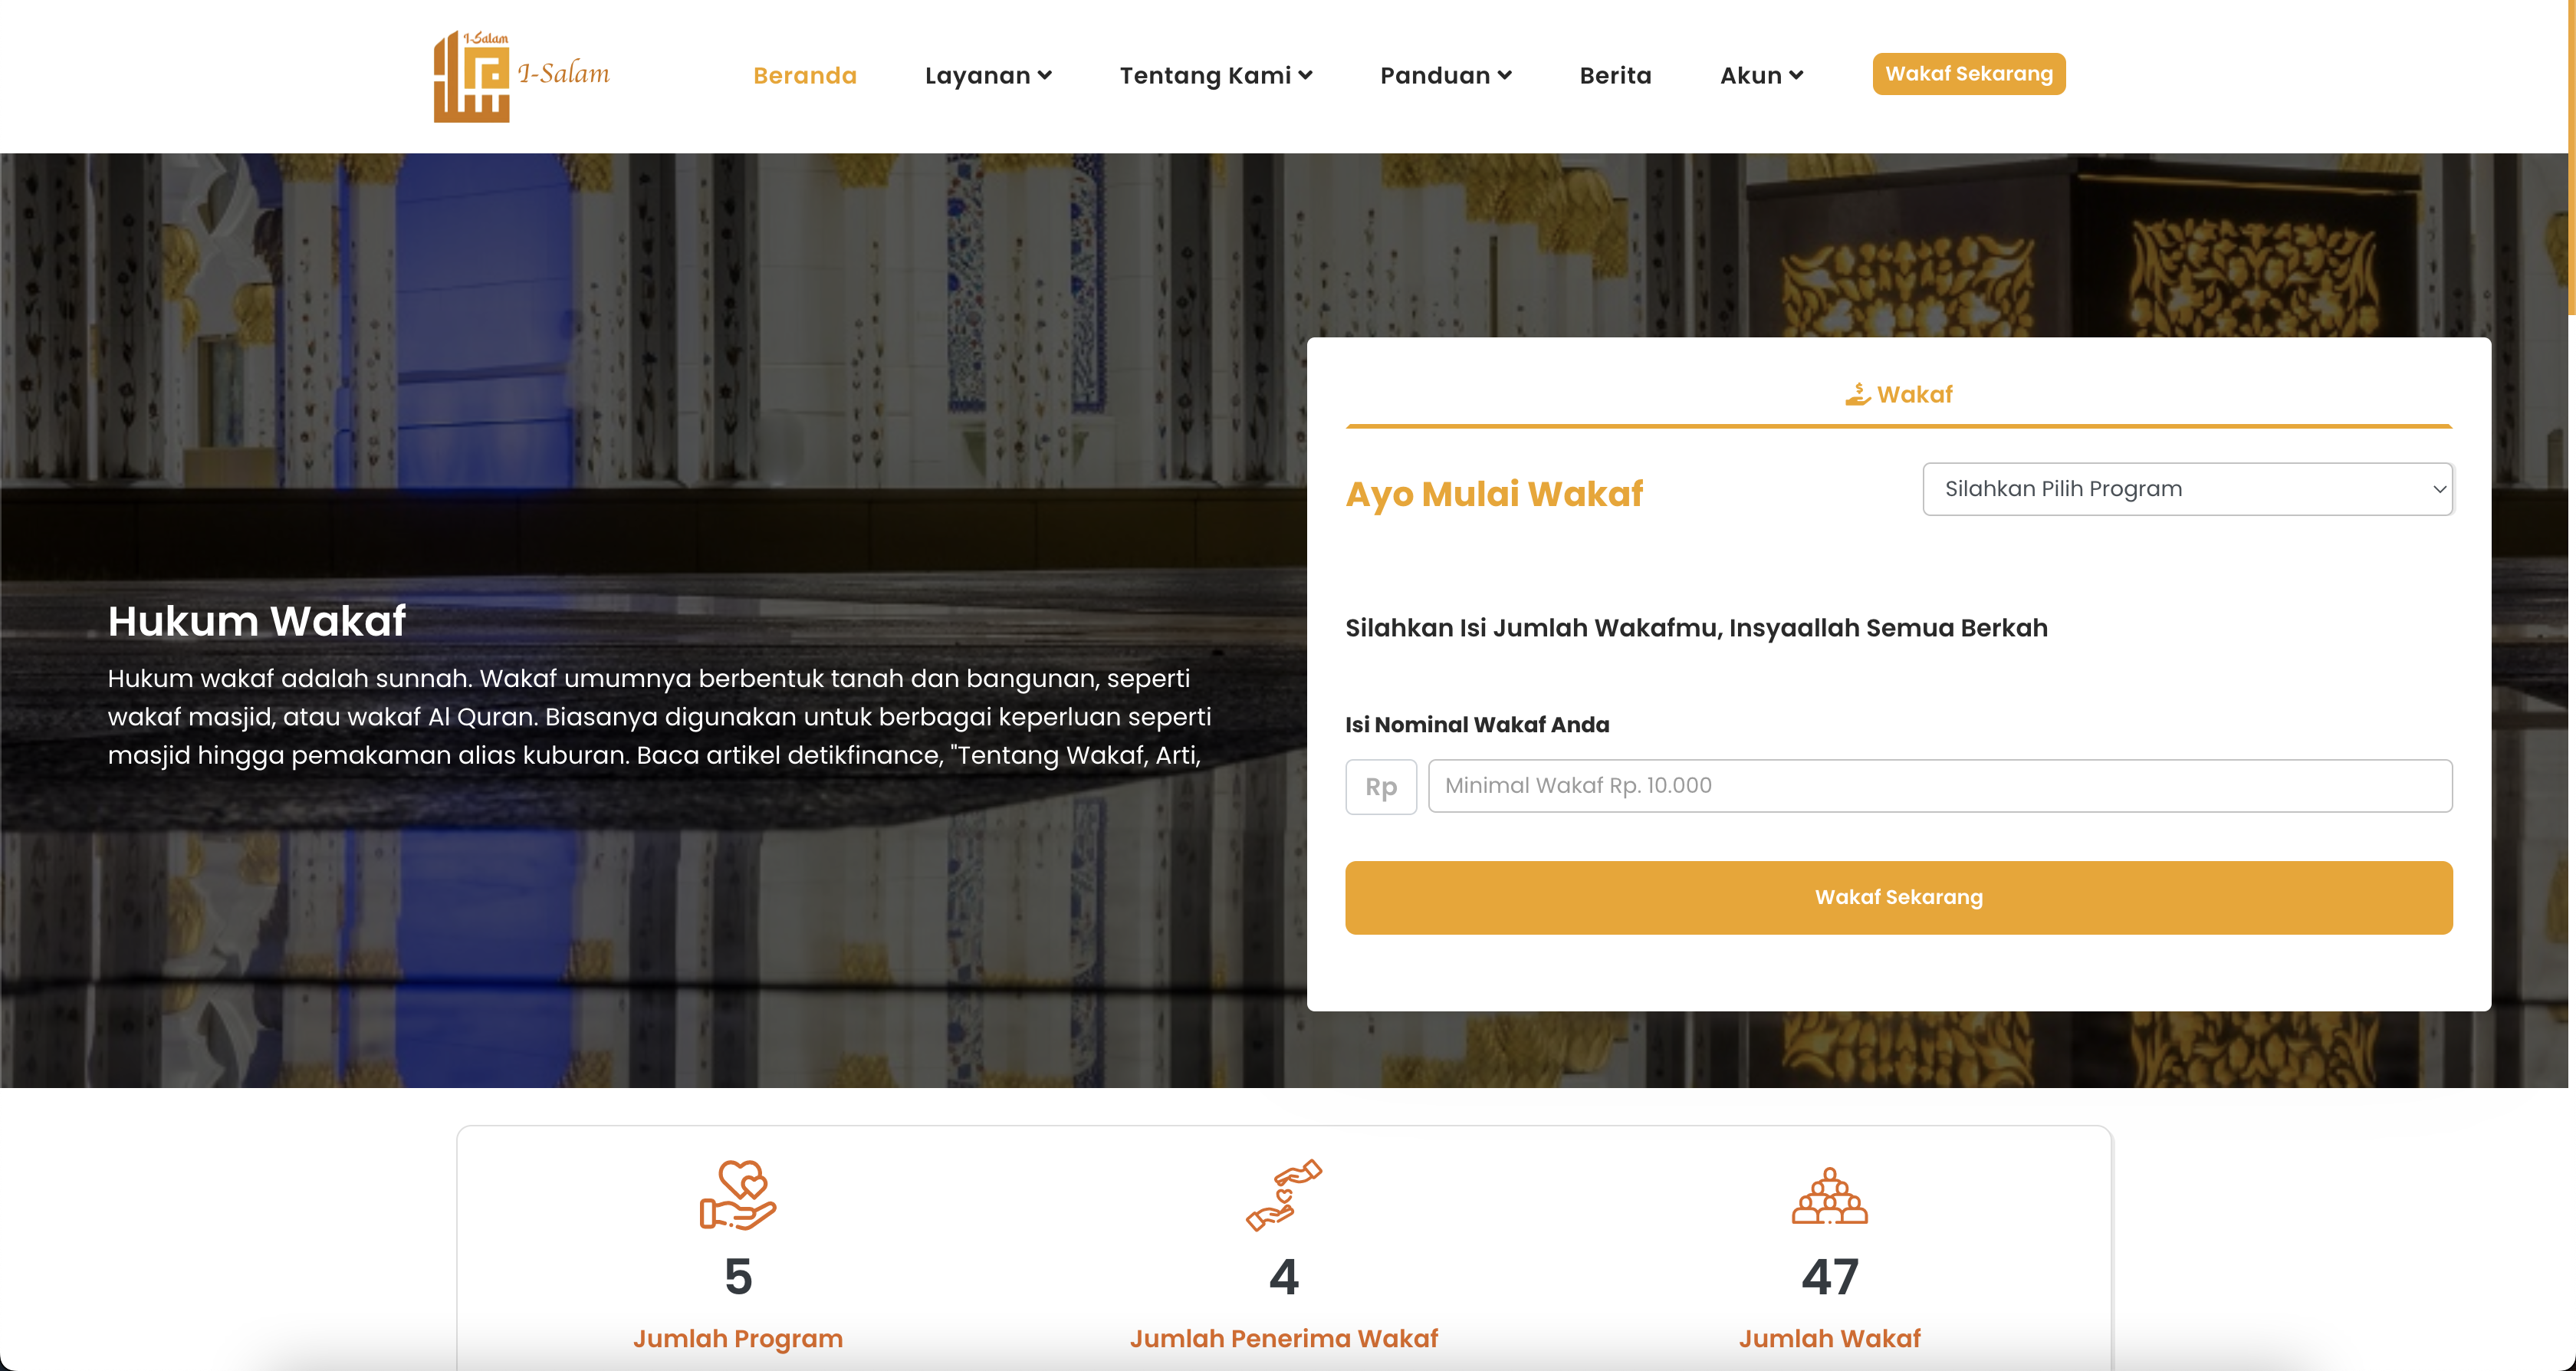 I-Salam
I-Salam
Beranda
Layanan
Tentang Kami
Panduan
Berita
Akun
Wakaf Sekarang
Wakaf
Ayo Mulai Wakaf
Silahkan Pilih Program
Hukum Wakaf
Hukum wakaf adalah sunnah. Wakaf umumnya berbentuk tanah dan bangunan, seperti
wakaf masjid, atau wakaf Al Quran. Biasanya digunakan untuk berbagai keperluan seperti
masjid hingga pemakaman alias kuburan. Baca artikel detikfinance, "Tentang Wakaf, Arti,
Silahkan Isi Jumlah Wakafmu, Insyaallah Semua Berkah
Isi Nominal Wakaf Anda
Rp
Minimal Wakaf Rp. 10.000
Wakaf Sekarang
5
Jumlah Program
4
Jumlah Penerima Wakaf
47
Jumlah Wakaf